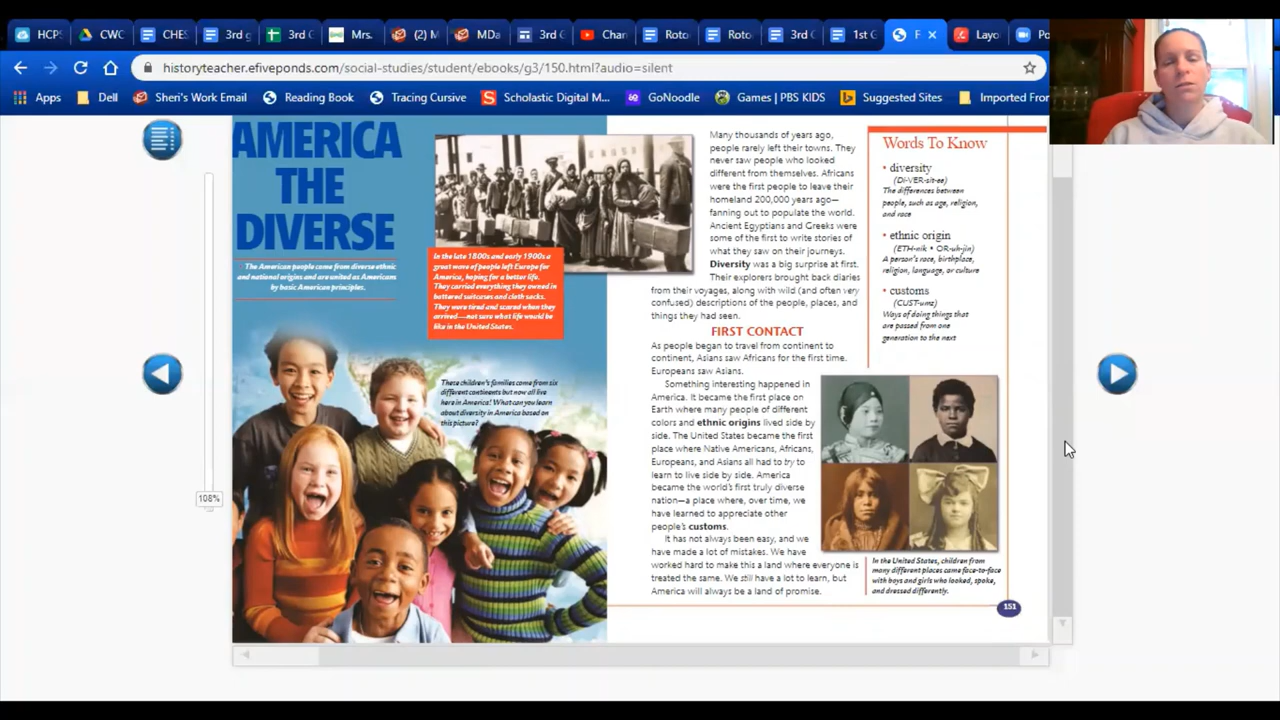 HCPS
CWC
CHES
3rd g
3rd C
Mrs.
(2) M
MDa
3rd C
Chan
Roto
Roto
3rd C
1st G
F
Layo
Po
historyteacher.efiveponds.com/social-studies/student/ebooks/g3/150.html?audio=silent
Apps
Dell
Sheri's Work Email
Reading Book
Tracing Cursive
Scholastic Digital M...
GoNoodle
Games | PBS KIDS
Suggested Sites
Imported From
AMERICA
THE
DIVERSE
The American people come from diverse ethnic
and national origins and are united as Americans
by basic American principles.
In the late 1800s and early 1900s a
great wave of people left Europe for
America, hoping for a better life.
They carried everything they owned in
battered suitcases and cloth sacks.
They were tired and scared when they
arrived—not sure what life would be
like in the United States.
These children's families come from six
different continents but now all live
here in America! What can you learn
about diversity in America based on
this picture?
108%
Many thousands of years ago,
people rarely left their towns. They
never saw people who looked
different from themselves. Africans
were the first people to leave their
homeland 200,000 years ago—
fanning out to populate the world.
Ancient Egyptians and Greeks were
some of the first to write stories of
what they saw on their journeys.
Diversity was a big surprise at first.
Their explorers brought back diaries
from their voyages, along with wild (and often very
confused) descriptions of the people, places, and
things they had seen.
FIRST CONTACT
As people began to travel from continent to
continent, Asians saw Africans for the first time.
Europeans saw Asians.
Something interesting happened in
America. It became the first place on
Earth where many people of different
colors and ethnic origins lived side by
side. The United States became the first
place where Native Americans, Africans,
Europeans, and Asians all had to try to
learn to live side by side. America
became the world's first truly diverse
nation—a place where, over time, we
have learned to appreciate other
people's customs.
It has not always been easy, and we
have made a lot of mistakes. We have
worked hard to make this a land where everyone is
treated the same. We still have a lot to learn, but
America will always be a land of promise.
Words To Know
• diversity
(DI-VER-sit-ee)
The differences between
people, such as age, religion,
and race
• ethnic origin
(ETH-nik • OR-uh-jin)
A person's race, birthplace,
religion, language, or culture
• customs
(CUST-umz)
Ways of doing things that
are passed from one
generation to the next
In the United States, children from
many different places came face-to-face
with boys and girls who looked, spoke,
and dressed differently.
151